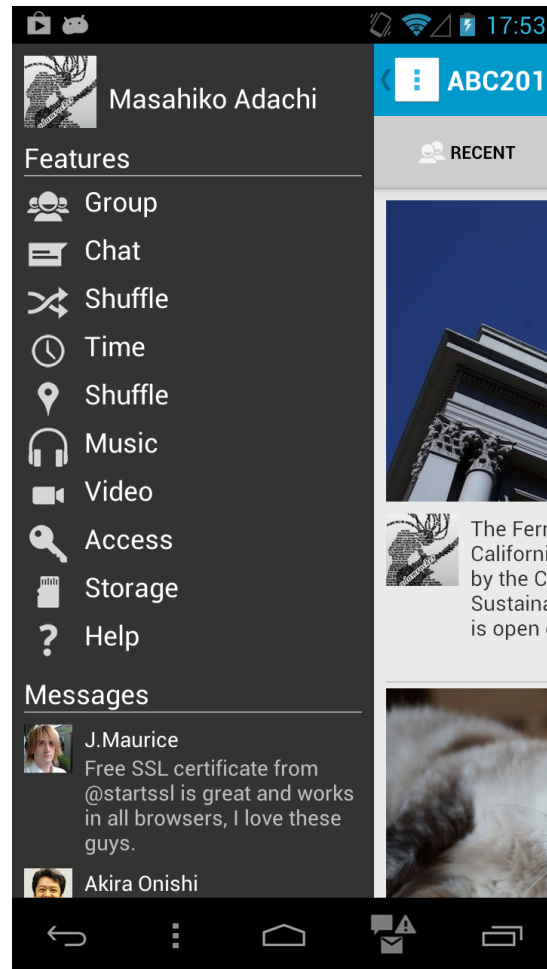 17:53
Masahiko Adachi
Features
Group
Chat
Shuffle
Time
Shuffle
Music
Video
Access
Storage
Help
Messages
J.Maurice
Free SSL certificate from
@startssl is great and works
in all browsers, I love these
guys.
Akira Onishi
ABC201
RECENT
The Ferr
Californi
by the C
Sustaina
is open